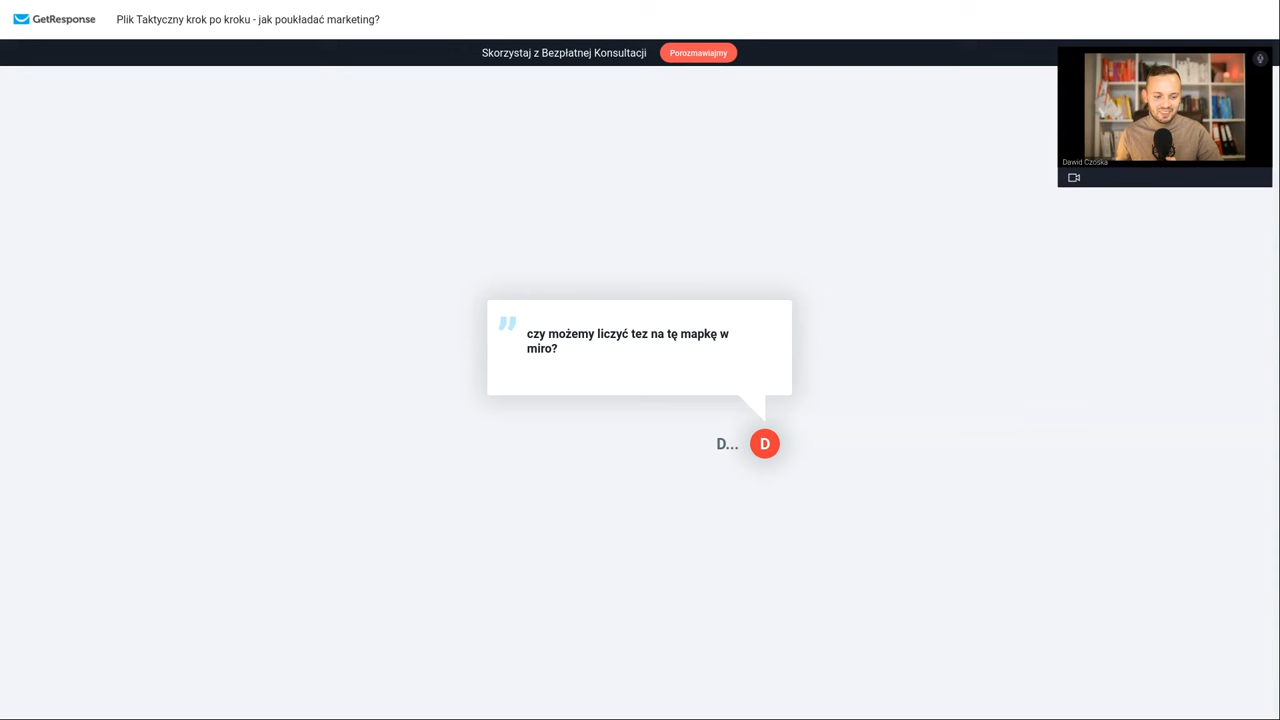 GetResponse
Plik Taktyczny krok po kroku - jak poukładać marketing?
Skorzystaj z Bezpłatnej Konsultacji
Porozmawiajmy
Dawid Czoska
czy możemy liczyć tez na tę mapkę w
miro?
D...
D